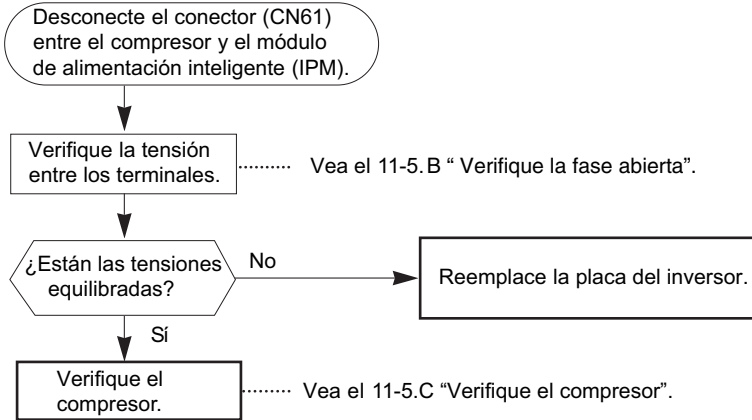 Desconecte el conector (CN61)
entre el compresor y el módulo
de alimentación inteligente (IPM).
Verifique la tensión
entre los terminales.
Vea el 11-5.B “ Verifique la fase abierta”.
¿Están las tensiones
equilibradas?
No
Reemplace la placa del inversor.
Sí
Verifique el
compresor.
Vea el 11-5.C “Verifique el compresor”.